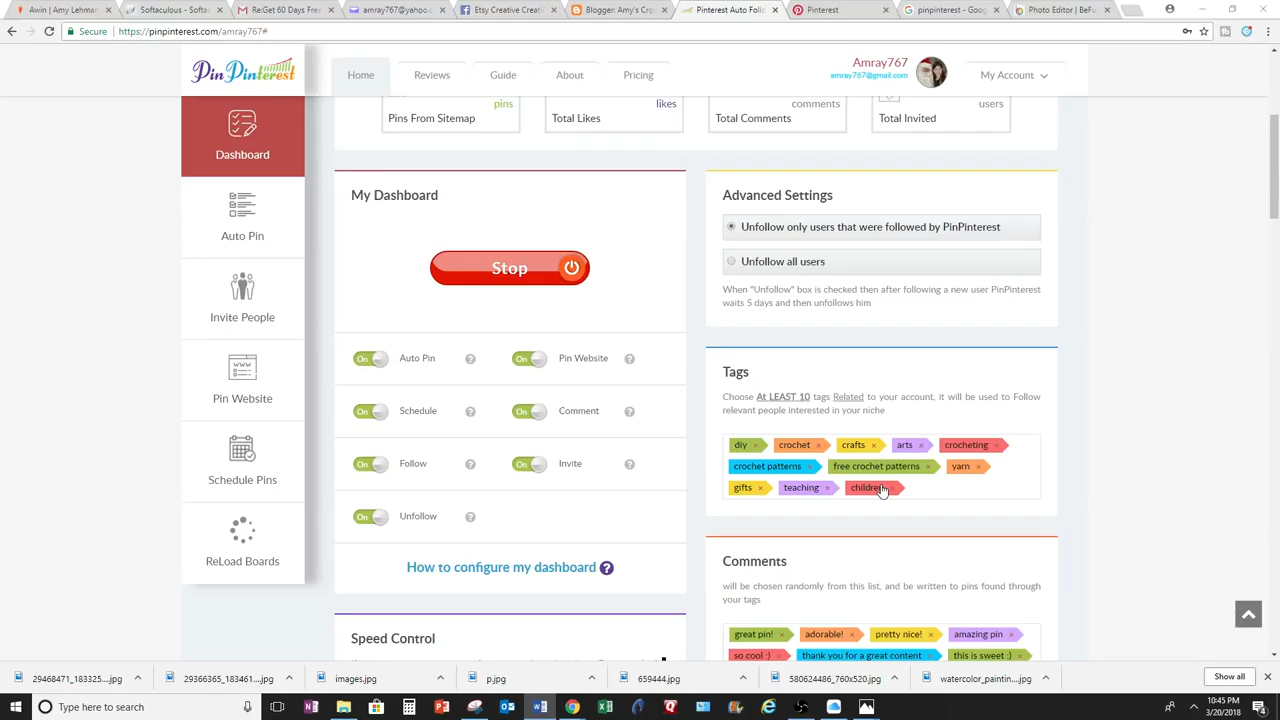 Awin | Amy Lehman
Softaculous - Softac
ReGet 60 Days Free
amray767@yahoo.c
Etsy Creative Creatio
Blogger: Amy's Cro
Pinterest Auto Follo
Pinterest
pinpinterest - Goog
Photo Editor | BeFu
Secure
https://pinpinterest.com/amray767#
PinPinterest
Home
Reviews
Guide
About
Pricing
Amray767
amray767@gmail.com
My Account
Dashboard
Auto Pin
Invite People
Pin Website
Schedule Pins
ReLoad Boards
pins
Pins From Sitemap
likes
Total Likes
comments
Total Comments
users
Total Invited
My Dashboard
Stop
On Auto Pin ? On Pin Website ?
On Schedule ? On Comment ?
On Follow ? On Invite ?
On Unfollow ?
How to configure my dashboard ?
Speed Control
Advanced Settings
Unfollow only users that were followed by PinPinterest
Unfollow all users
When "Unfollow" box is checked then after following a new user PinPinterest
waits 5 days and then unfollows him
Tags
Choose At LEAST 10 tags Related to your account, it will be used to Follow
relevant people interested in your niche
diy × crochet × crafts × arts × crocheting ×
crochet patterns × free crochet patterns × yarn ×
gifts × teaching × children ×
Comments
will be chosen randomly from this list, and be written to pins found through
your tags
great pin! × adorable! × pretty nice! × amazing pin ×
so cool :) × thank you for a great content × this is sweet :) ×
29468471_183325....jpg
29366365_183461....jpg
images.jpg
p.jpg
659444.jpg
580624486_760x520.jpg
watercolor_paintin....jpg
Show all
Type here to search
10:45 PM
3/20/2018